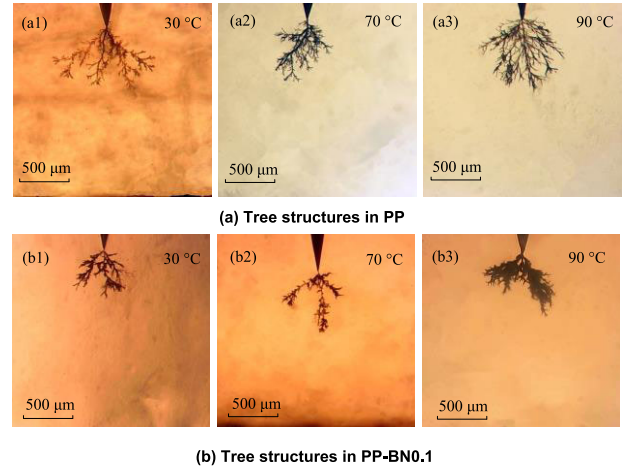 (a1) 30 °C
(a2) 70 °C
(a3) 90 °C
500 μm
500 μm
500 μm
(a) Tree structures in PP
(b1) 30 °C
(b2) 70 °C
(b3) 90 °C
500 μm
500 μm
500 μm
(b) Tree structures in PP-BN0.1